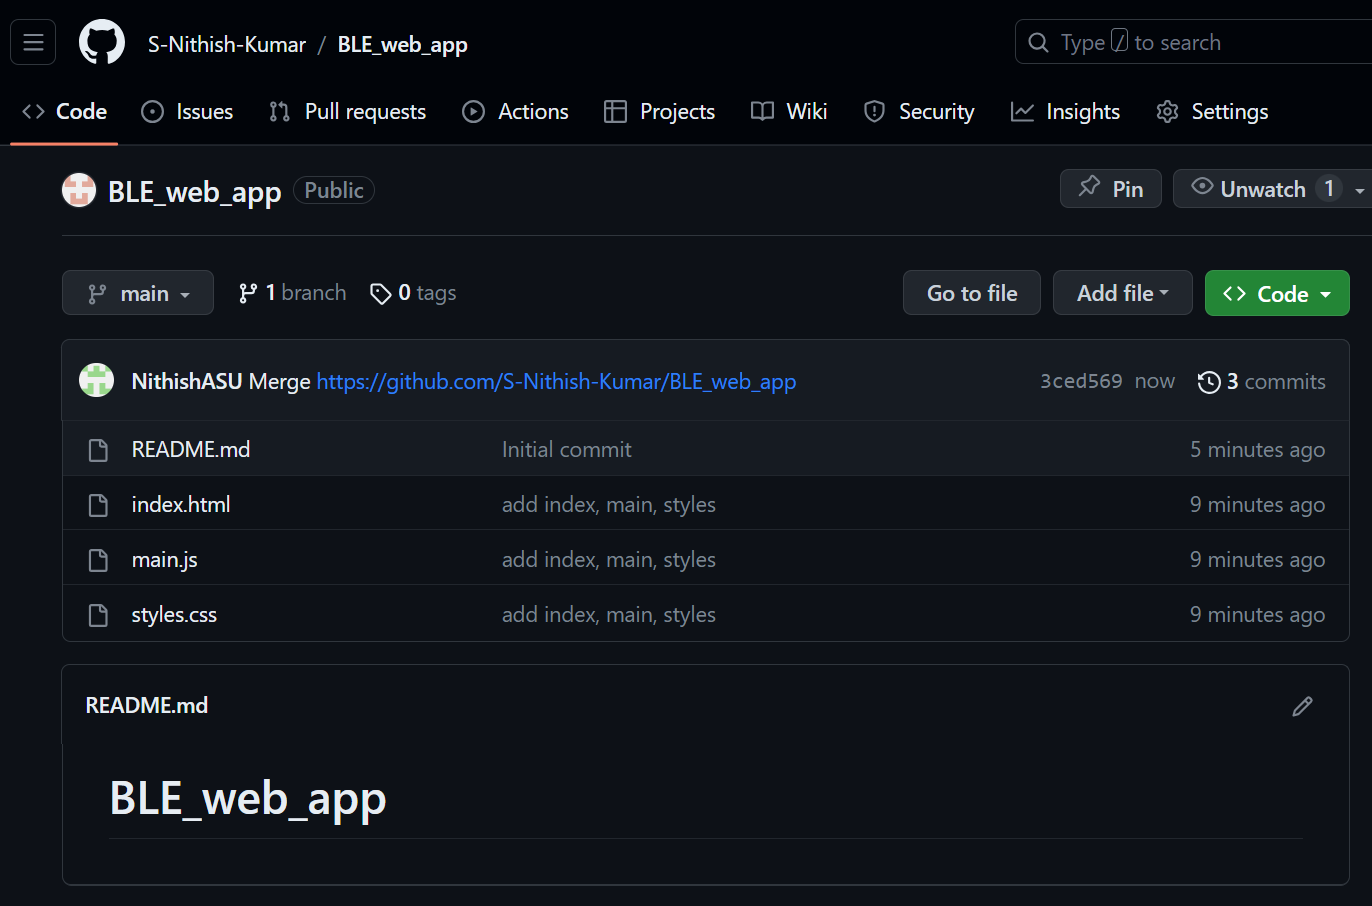 S-Nithish-Kumar / BLE_web_app
Type / to search
Code Issues Pull requests Actions Projects Wiki Security Insights Settings
BLE_web_app Public
Pin Unwatch 1
main 1 branch 0 tags
Go to file Add file Code
NithishASU Merge https://github.com/S-Nithish-Kumar/BLE_web_app 3ced569 now 3 commits
README.md Initial commit 5 minutes ago
index.html add index, main, styles 9 minutes ago
main.js add index, main, styles 9 minutes ago
styles.css add index, main, styles 9 minutes ago
README.md
BLE_web_app